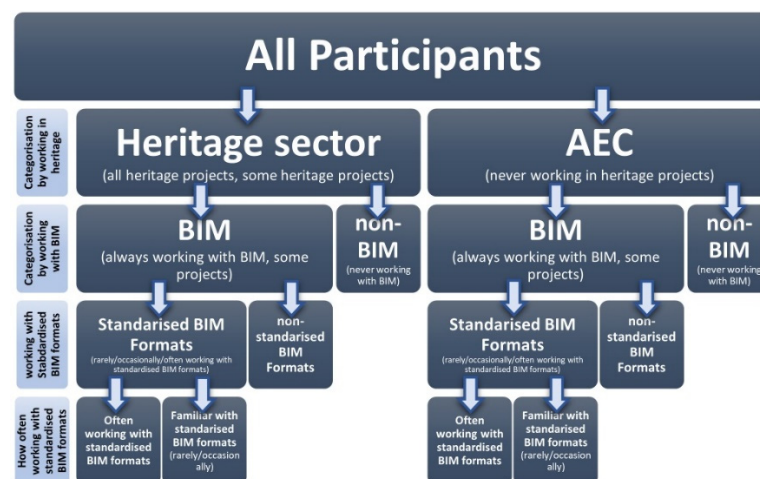 All Participants
Categorisation
by working in
heritage
Heritage sector
(all heritage projects, some heritage projects)
AEC
(never working in heritage projects)
Categorisation
by working
with BIM
BIM
(always working with BIM, some
projects)
non-
BIM
(never working
with BIM)
BIM
(always working with BIM, some
projects)
non-
BIM
(never working
with BIM)
working with
Stabdardised
BIM formats
Standarised BIM
Formats
(rarely/occasionally/often working with
standardised BIM formats)
non-
standarised
BIM
Formats
Standarised BIM
Formats
(rarely/occasionally/often working with
standardised BIM formats)
non-
standarised
BIM
Formats
How often
working with
standardised
BIM formats
Often
working with
standardised
BIM formats
Familiar with
standarised
BIM formats
(rarely/occasion
ally)
Often
working with
standardised
BIM formats
Familiar with
standarised
BIM formats
(rarely/occasion
ally)